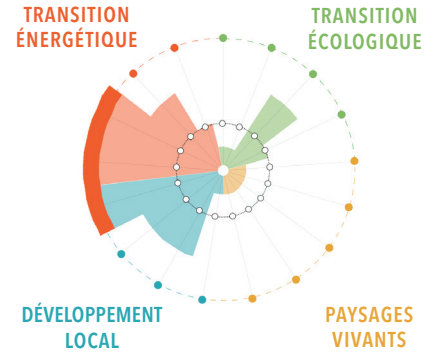 TRANSITION
ÉNERGÉTIQUE
TRANSITION
ÉCOLOGIQUE
DÉVELOPPEMENT
LOCAL
PAYSAGES
VIVANTS